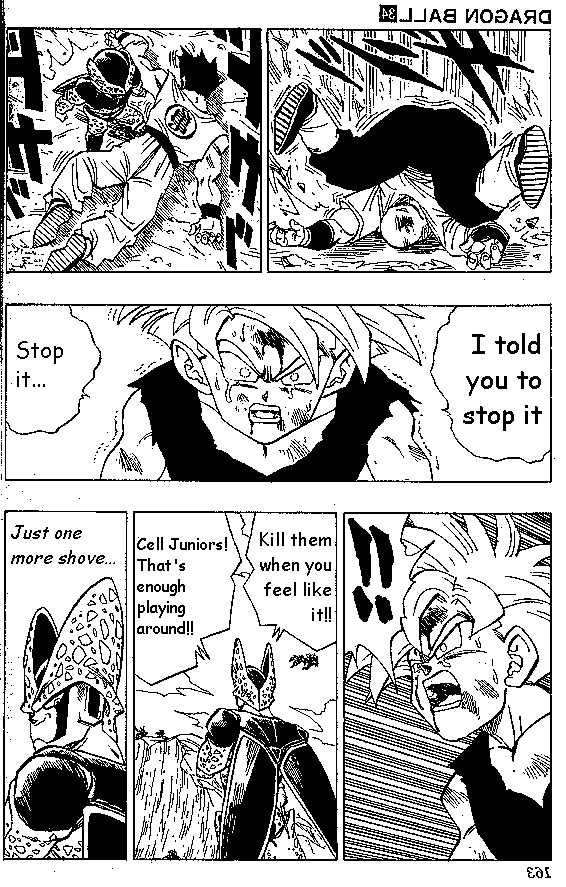 DRAGON BALL 34
Stop
it...
I told
you to
stop it
Just one
more shove...
Cell Juniors!
That's
enough
playing
around!!
Kill them
when you
feel like
it!!
!!
163